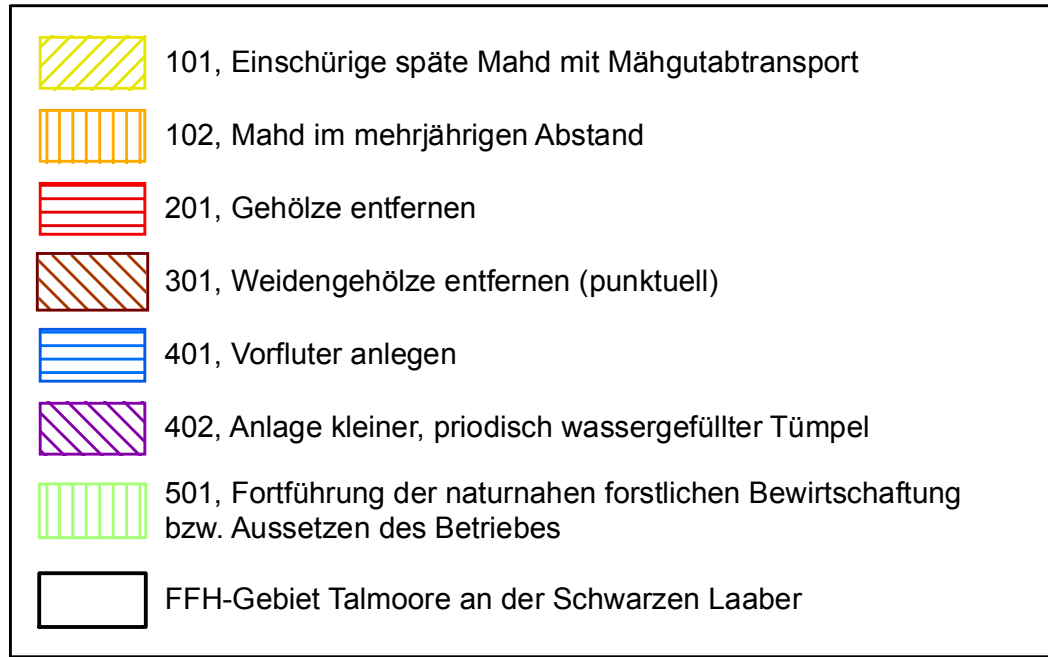 101, Einschürige späte Mahd mit Mähgutabtransport
102, Mahd im mehrjährigen Abstand
201, Gehölze entfernen
301, Weidengehölze entfernen (punktuell)
401, Vorfluter anlegen
402, Anlage kleiner, priodisch wassergefüllter Tümpel
501, Fortführung der naturnahen forstlichen Bewirtschaftung
bzw. Aussetzen des Betriebes
FFH-Gebiet Talmoore an der Schwarzen Laaber